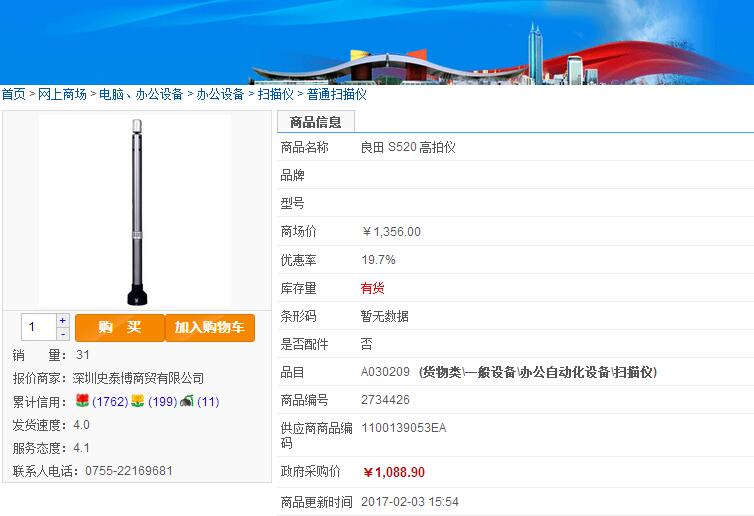 首页 > 网上商场 > 电脑、办公设备 > 办公设备 > 扫描仪 > 普通扫描仪
商品信息
商品名称 良田 S520 高拍仪
品牌
型号
商场价 ￥1,356.00
优惠率 19.7%
库存量 有货
条形码 暂无数据
是否配件 否
品目 A030209 (货物类\一般设备\办公自动化设备\扫描仪)
商品编号 2734426
供应商商品编码 1100139053EA
政府采购价 ￥1,088.90
商品更新时间 2017-02-03 15:54
1 + -
购 买 加入购物车
销 量： 31
报价商家：深圳史泰博商贸有限公司
累计信用： (1762) (199) (11)
发货速度：4.0
服务态度：4.1
联系人电话：0755-22169681